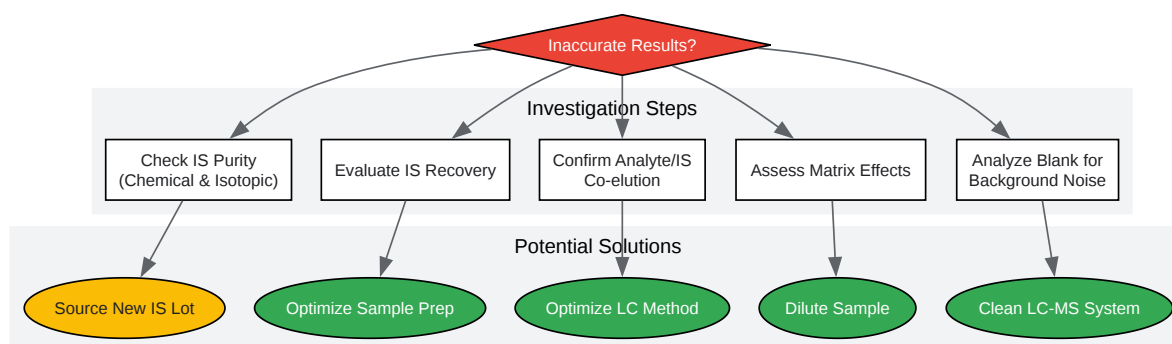 Inaccurate Results?
Investigation Steps
Check IS Purity
(Chemical & Isotopic)
Evaluate IS Recovery
Confirm Analyte/IS
Co-elution
Assess Matrix Effects
Analyze Blank for
Background Noise
Potential Solutions
Source New IS Lot
Optimize Sample Prep
Optimize LC Method
Dilute Sample
Clean LC-MS System